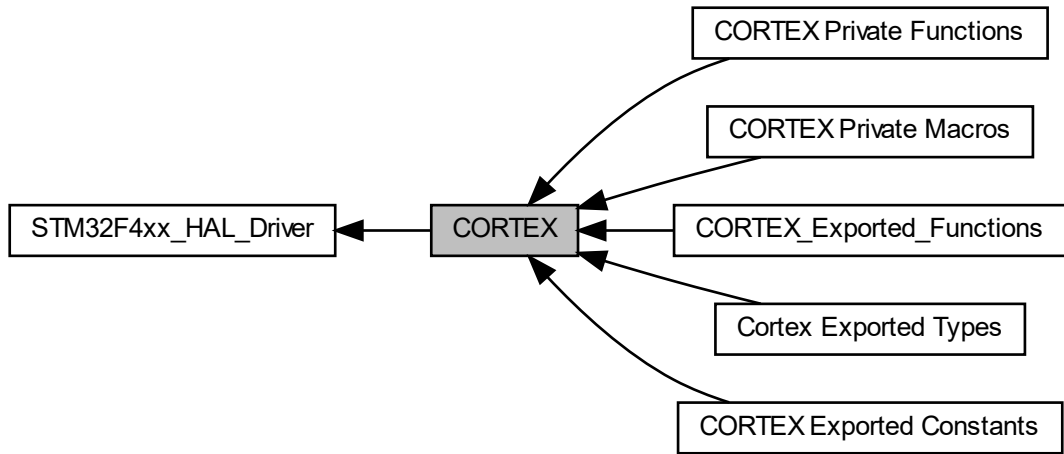 CORTEX Private Functions
CORTEX Private Macros
STM32F4xx_HAL_Driver
CORTEX
CORTEX_Exported_Functions
Cortex Exported Types
CORTEX Exported Constants